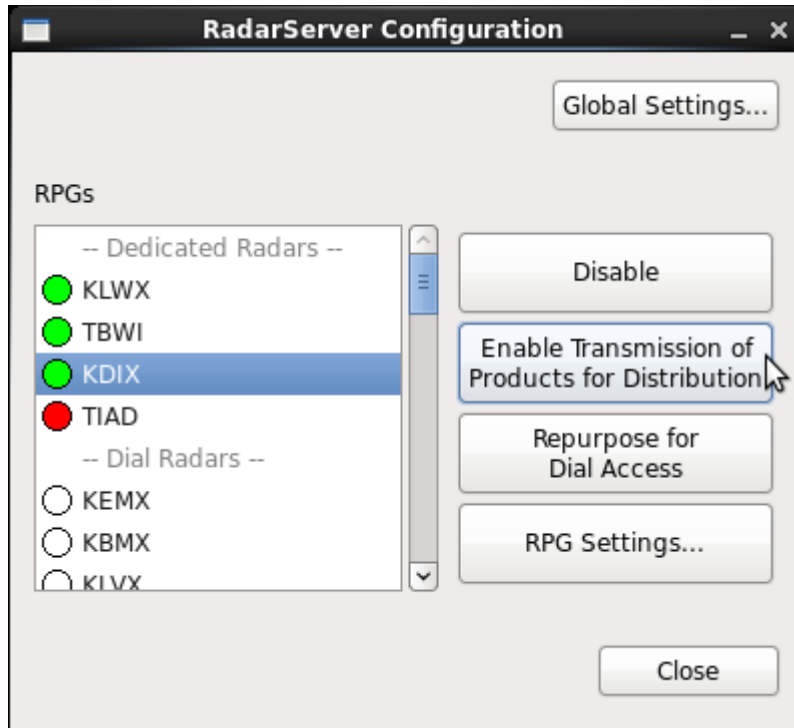 RadarServer Configuration
Global Settings...
RPGs
-- Dedicated Radars --
KLWX
TBWI
KDIX
TIAD
-- Dial Radars --
KEMX
KBMX
KLVX
Disable
Enable Transmission of
Products for Distribution
Repurpose for
Dial Access
RPG Settings...
Close